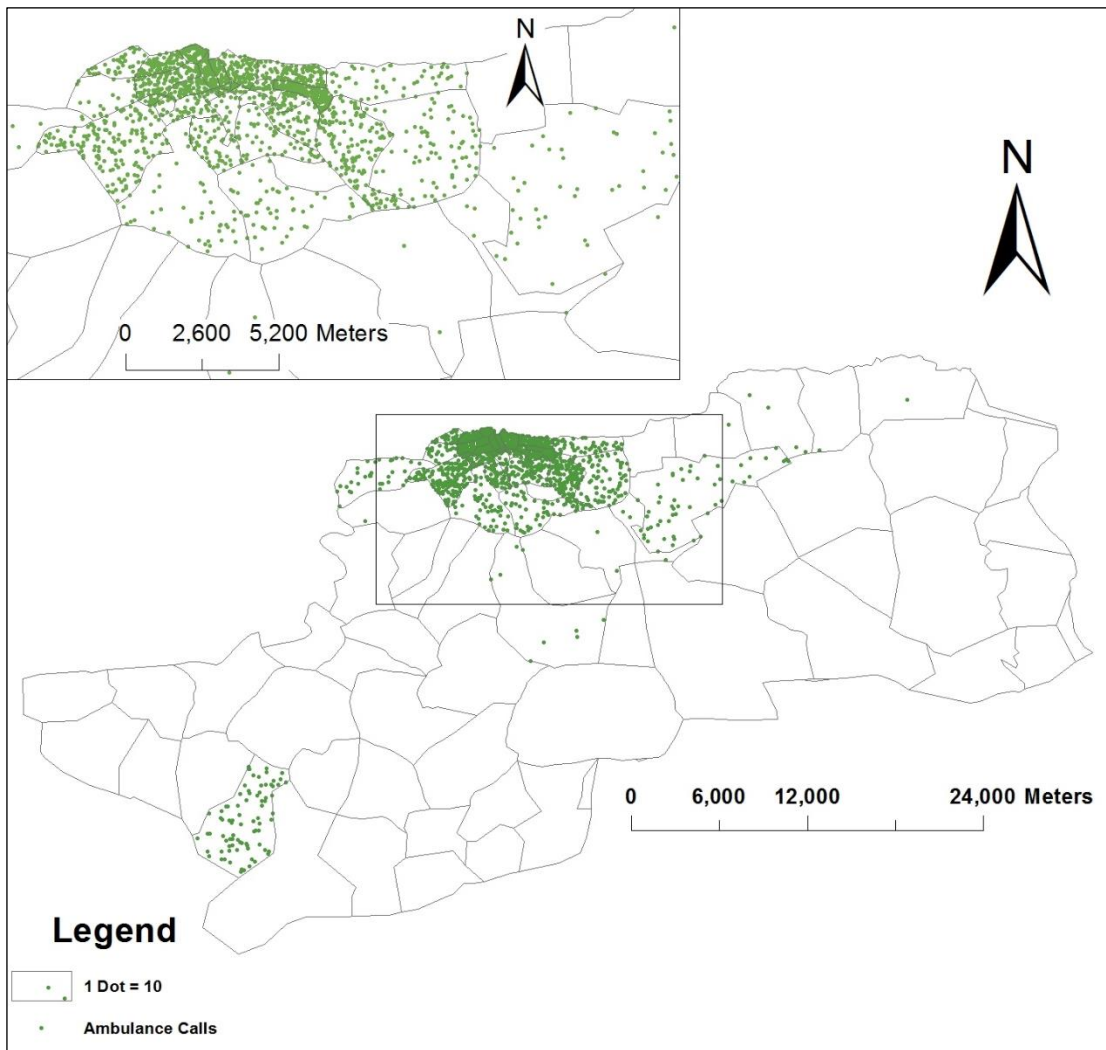 N
0 2,600 5,200 Meters
N
0 6,000 12,000 24,000 Meters
Legend
1 Dot = 10
Ambulance Calls